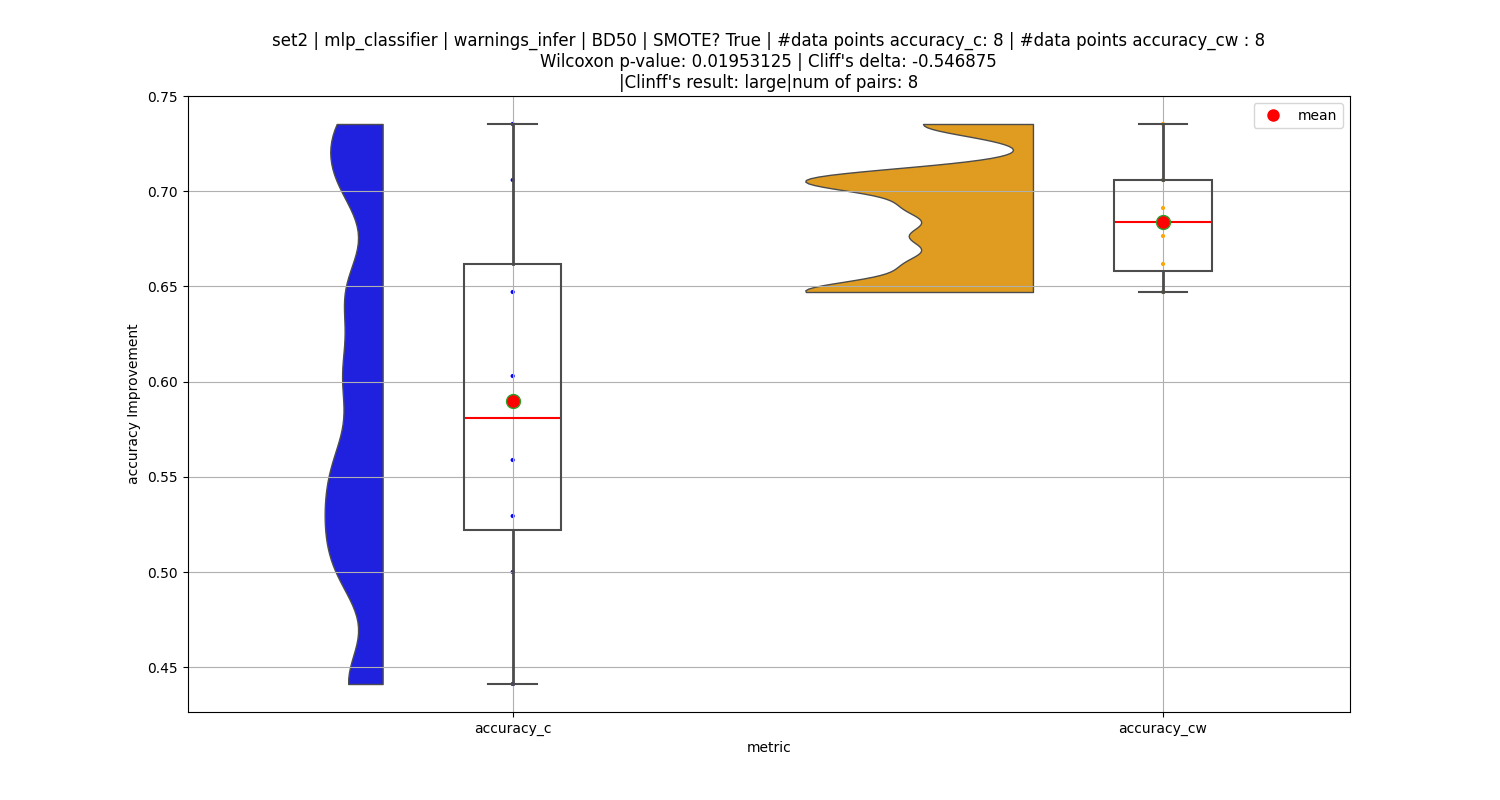 set2 | mlp_classifier | warnings_infer | BD50 | SMOTE? True | #data points accuracy_c: 8 | #data points accuracy_cw : 8
Wilcoxon p-value: 0.01953125 | Cliff's delta: -0.546875
|Clinff's result: large|num of pairs: 8
mean
0.75
0.70
0.65
0.60
0.55
0.50
0.45
accuracy Improvement
accuracy_c
accuracy_cw
metric